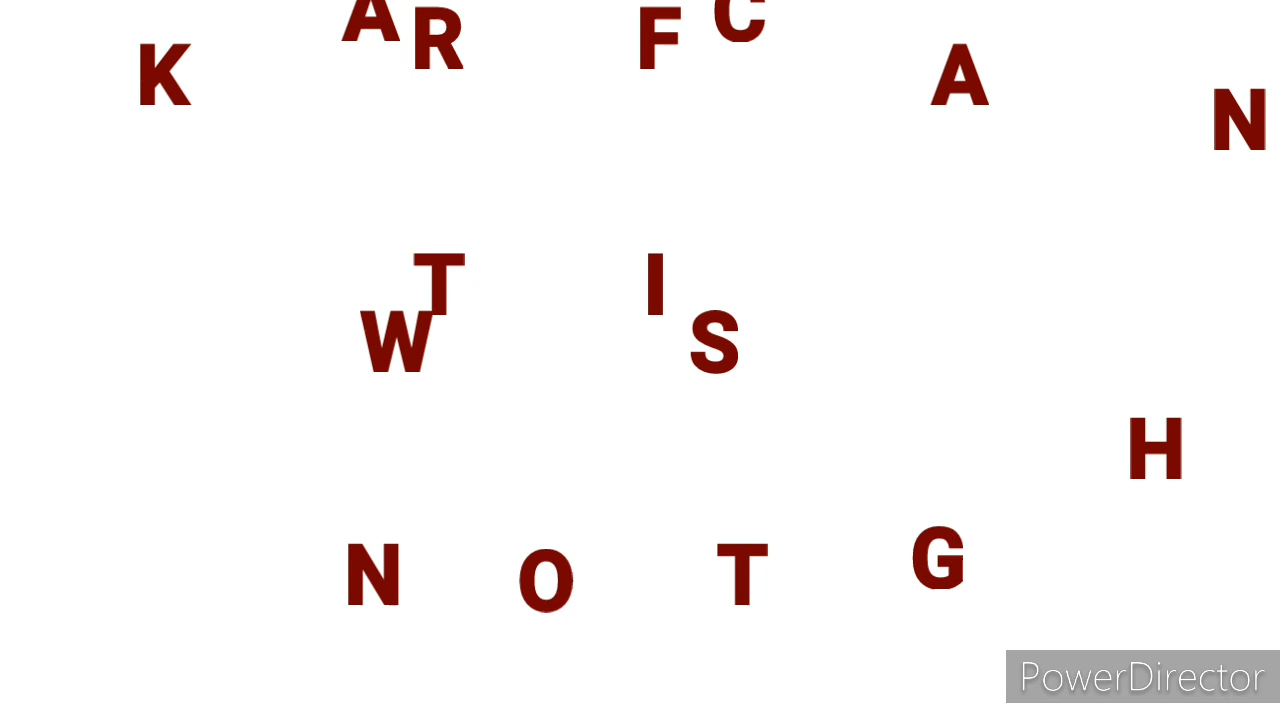 K A R F C A N
T I
W S
H
N O T G
PowerDirector